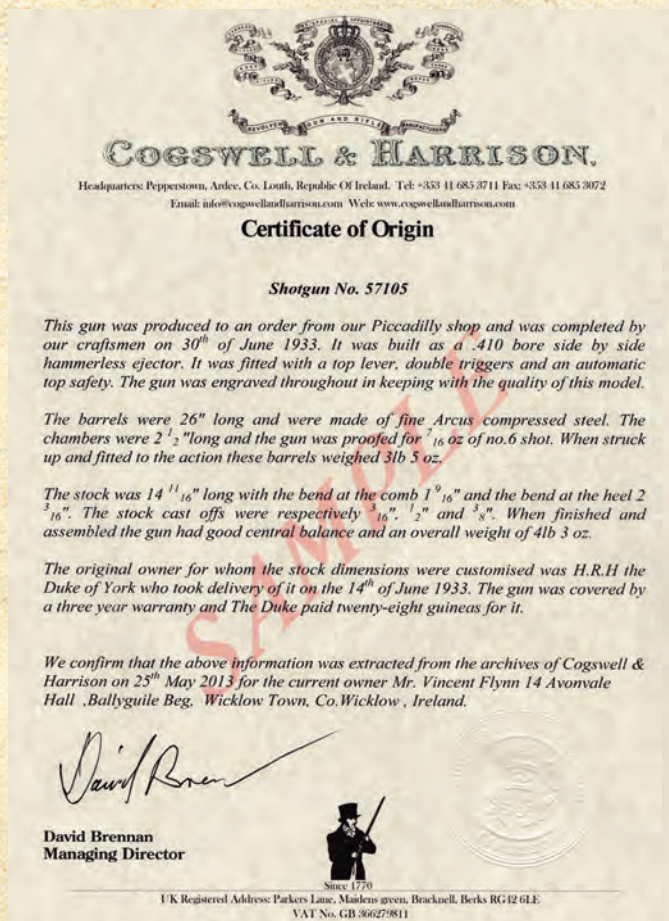 BY SPECIAL APPOINTMENT
REVOLVER GUN AND RIFLE MANUFACTURERS
COGSWELL & HARRISON.
Headquarters: Pepperstown, Ardee, Co. Louth, Republic Of Ireland. Tel: +353 41 685 3711 Fax: +353 41 685 3072
Email: info@cogswellandharrison.com Web: www.cogswellandharrison.com
Certificate of Origin
Shotgun No. 57105
This gun was produced to an order from our Piccadilly shop and was completed by
our craftsmen on 30th of June 1933. It was built as a .410 bore side by side
hammerless ejector. It was fitted with a top lever, double triggers and an automatic
top safety. The gun was engraved throughout in keeping with the quality of this model.
The barrels were 26" long and were made of fine Arcus compressed steel. The
chambers were 2 1/2 "long and the gun was proofed for 7/16 oz of no.6 shot. When struck
up and fitted to the action these barrels weighed 3lb 5 oz.
The stock was 14 11/16" long with the bend at the comb 1 9/16" and the bend at the heel 2
3/16". The stock cast offs were respectively 3/16", 1/2" and 3/8". When finished and
assembled the gun had good central balance and an overall weight of 4lb 3 oz.
The original owner for whom the stock dimensions were customised was H.R.H the
Duke of York who took delivery of it on the 14th of June 1933. The gun was covered by
a three year warranty and The Duke paid twenty-eight guineas for it.
We confirm that the above information was extracted from the archives of Cogswell &
Harrison on 25th May 2013 for the current owner Mr. Vincent Flynn 14 Avonvale
Hall ,Ballyguile Beg, Wicklow Town, Co.Wicklow , Ireland.
SAMPLE
David Brennan
Managing Director
Since 1770
UK Registered Address: Parkers Lane, Maidens green, Bracknell, Berks RG42 6LE
VAT No. GB 366279811